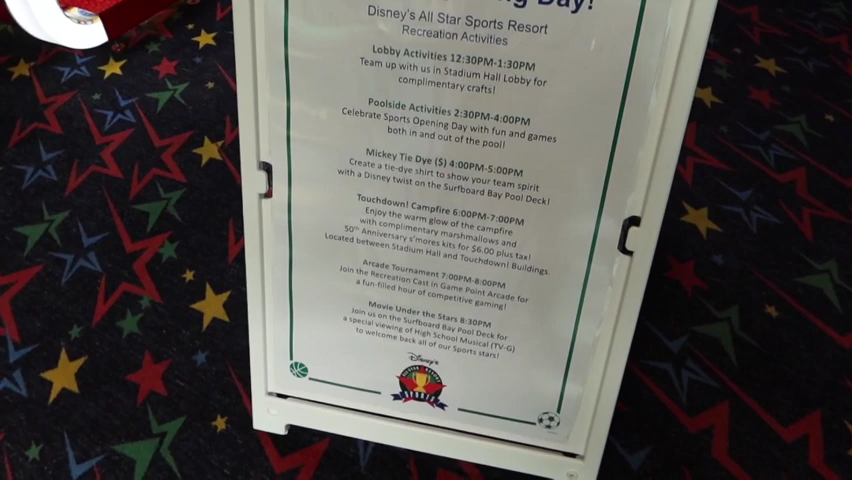 ing Day!
Disney's All Star Sports Resort
Recreation Activities
Lobby Activities 12:30PM-1:30PM
Team up with us in Stadium Hall Lobby for
complimentary crafts!
Poolside Activities 2:30PM-4:00PM
Celebrate Sports Opening Day with fun and games
both in and out of the pool!
Mickey Tie Dye ($) 4:00PM-5:00PM
Create a tie-dye shirt to show your team spirit
with a Disney twist on the Surfboard Bay Pool Deck!
Touchdown! Campfire 6:00PM-7:00PM
Enjoy the warm glow of the campfire
with complimentary marshmallows and
50th Anniversary s'mores kits for $6.00 plus tax!
Located between Stadium Hall and Touchdown! Buildings.
Arcade Tournament 7:00PM-8:00PM
Join the Recreation Cast in Game Point Arcade for
a fun-filled hour of competitive gaming!
Movie Under the Stars 8:30PM
Join us on the Surfboard Bay Pool Deck for
a special viewing of High School Musical (TV-G)
to welcome back all of our Sports stars!
Disney's